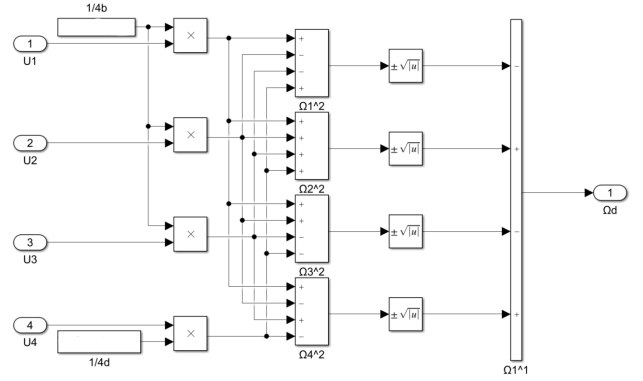 1/4b
1
U1
×
+
−
−
+
Ω1^2
± √|u|
−
2
U2
×
+
+
+
+
Ω2^2
± √|u|
+
1
Ωd
3
U3
×
+
+
−
−
Ω3^2
± √|u|
−
4
U4
×
+
−
+
−
Ω4^2
± √|u|
+
1/4d
Ω1^1